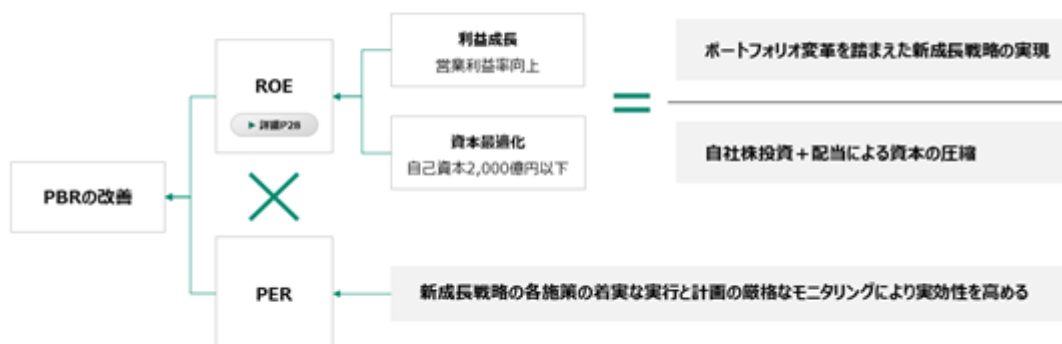 PBRの改善
ROE
▶ 詳細P28
×
PER
利益成長
営業利益率向上
資本最適化
自己資本2,000億円以下
=
ポートフォリオ変革を踏まえた新成長戦略の実現
自社株投資+配当による資本の圧縮
新成長戦略の各施策の着実な実行と計画の厳格なモニタリングにより実効性を高める